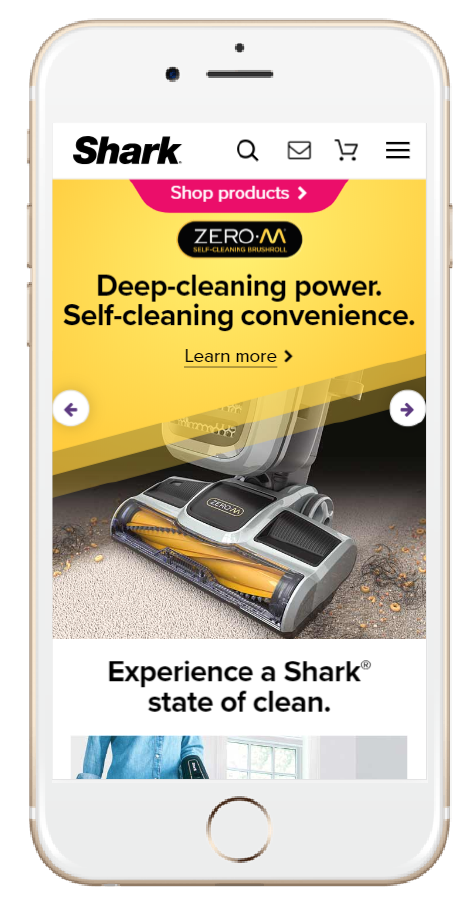 Shark
Shop products
ZERO·M
SELF-CLEANING BRUSHROLL
Deep-cleaning power.
Self-cleaning convenience.
Learn more
ZERO·M
Experience a Shark®
state of clean.